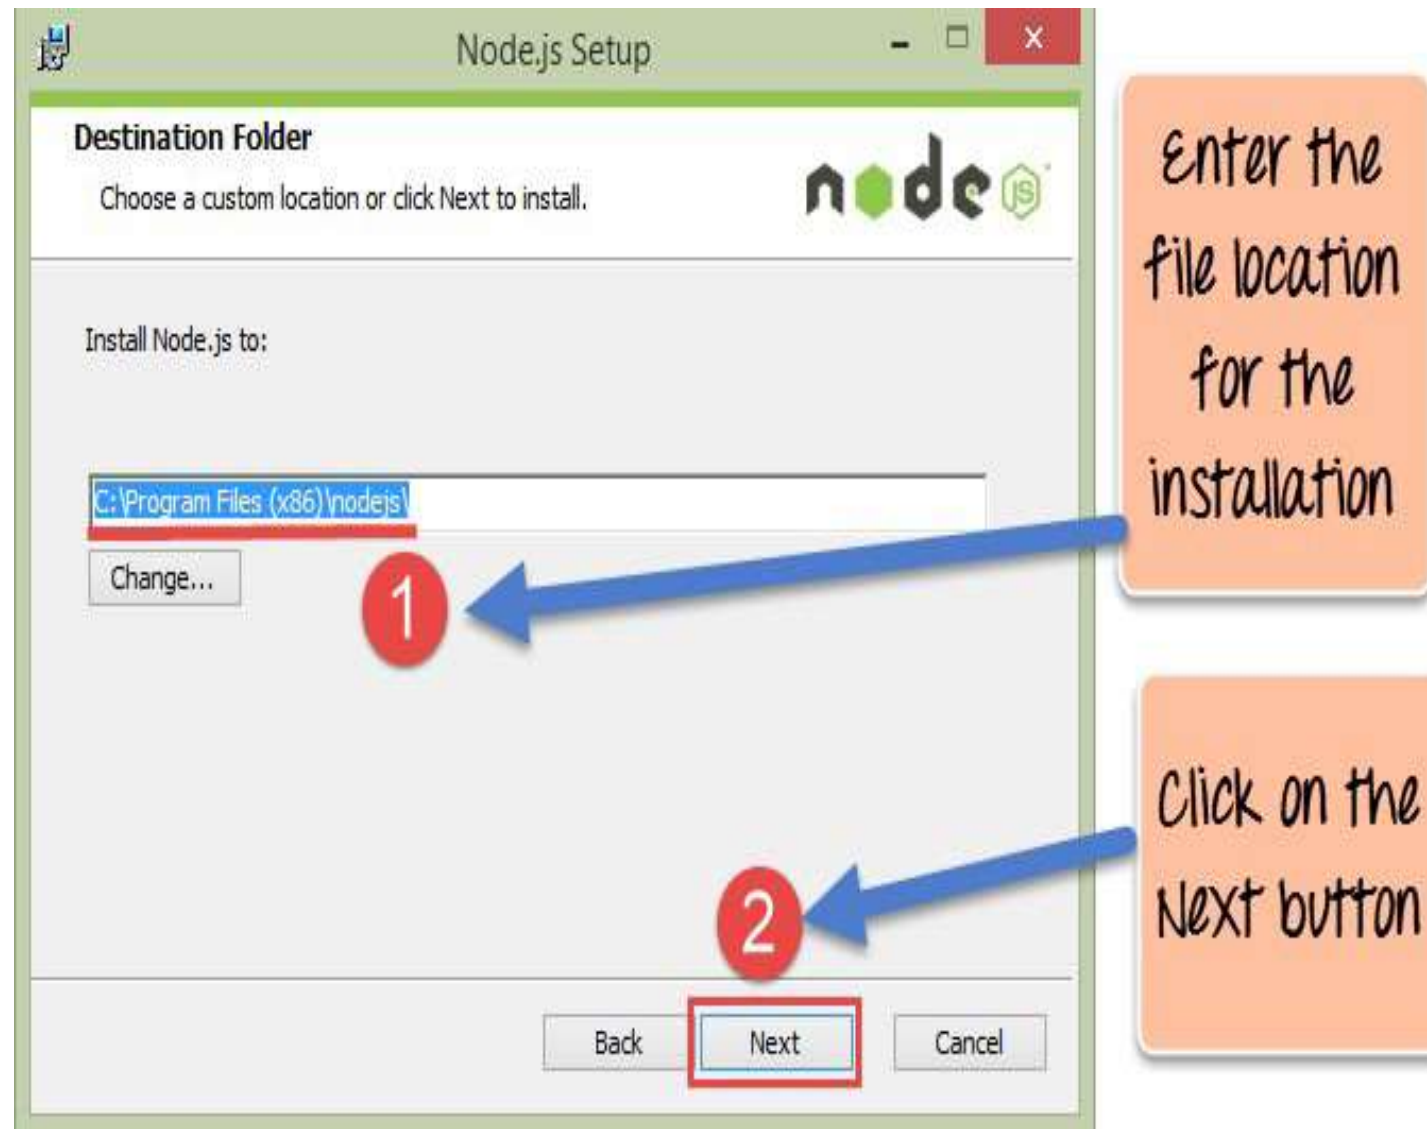 Node.js Setup
Destination Folder
Choose a custom location or click Next to install.
node JS
Install Node.js to:
C:\Program Files (x86)\nodejs\
Change...
1
2
Back
Next
Cancel
Enter the
file location
for the
installation
Click on the
Next button